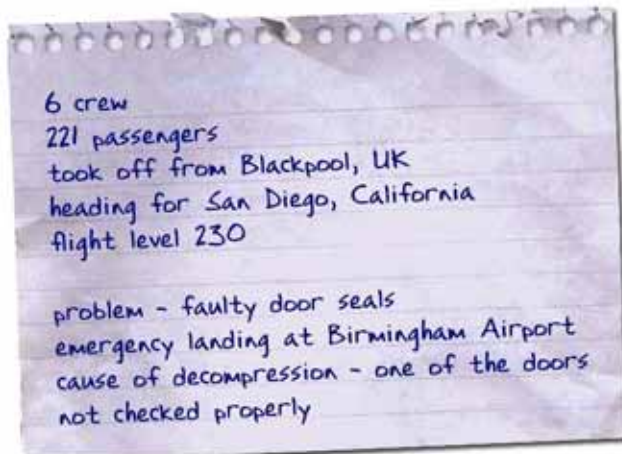 6 crew
221 passengers
took off from Blackpool, UK
heading for San Diego, California
flight level 230
problem - faulty door seals
emergency landing at Birmingham Airport
cause of decompression - one of the doors
not checked properly